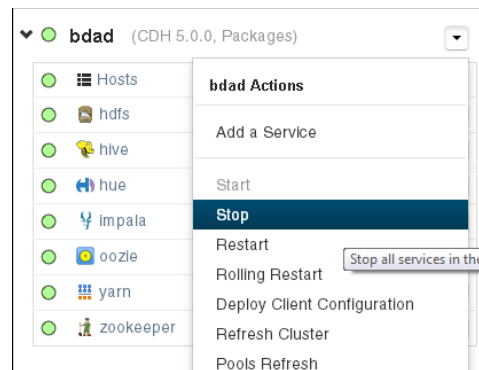 bdad (CDH 5.0.0, Packages)
Hosts
hdfs
hive
hue
impala
oozie
yarn
zookeeper
bdad Actions
Add a Service
Start
Stop
Restart
Stop all services in the
Rolling Restart
Deploy Client Configuration
Refresh Cluster
Pools Refresh